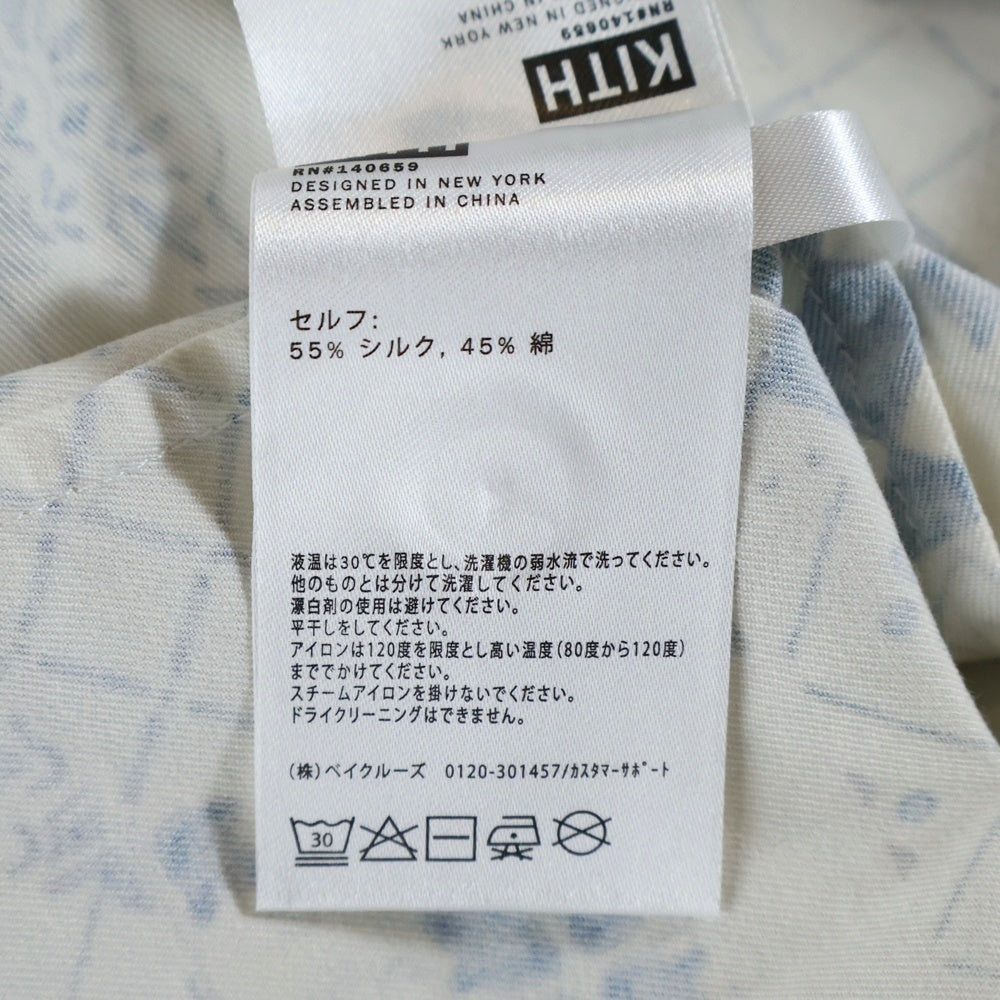 IN CHINA
DESIGNED IN NEW YORK
RN#140659
KITH
RN#140659
DESIGNED IN NEW YORK
ASSEMBLED IN CHINA
セルフ:
55% シルク, 45% 綿
液温は30℃を限度とし、洗濯機の弱水流で洗ってください。
他のものとは分けて洗濯してください。
漂白剤の使用は避けてください。
平干しをしてください。
アイロンは120度を限度とし高い温度(80度から120度)
まででかけてください。
スチームアイロンを掛けないでください。
ドライクリーニングはできません。
(株)ベイクルーズ 0120-301457/ｶｽﾀﾏｰｻﾎﾟｰﾄ
30